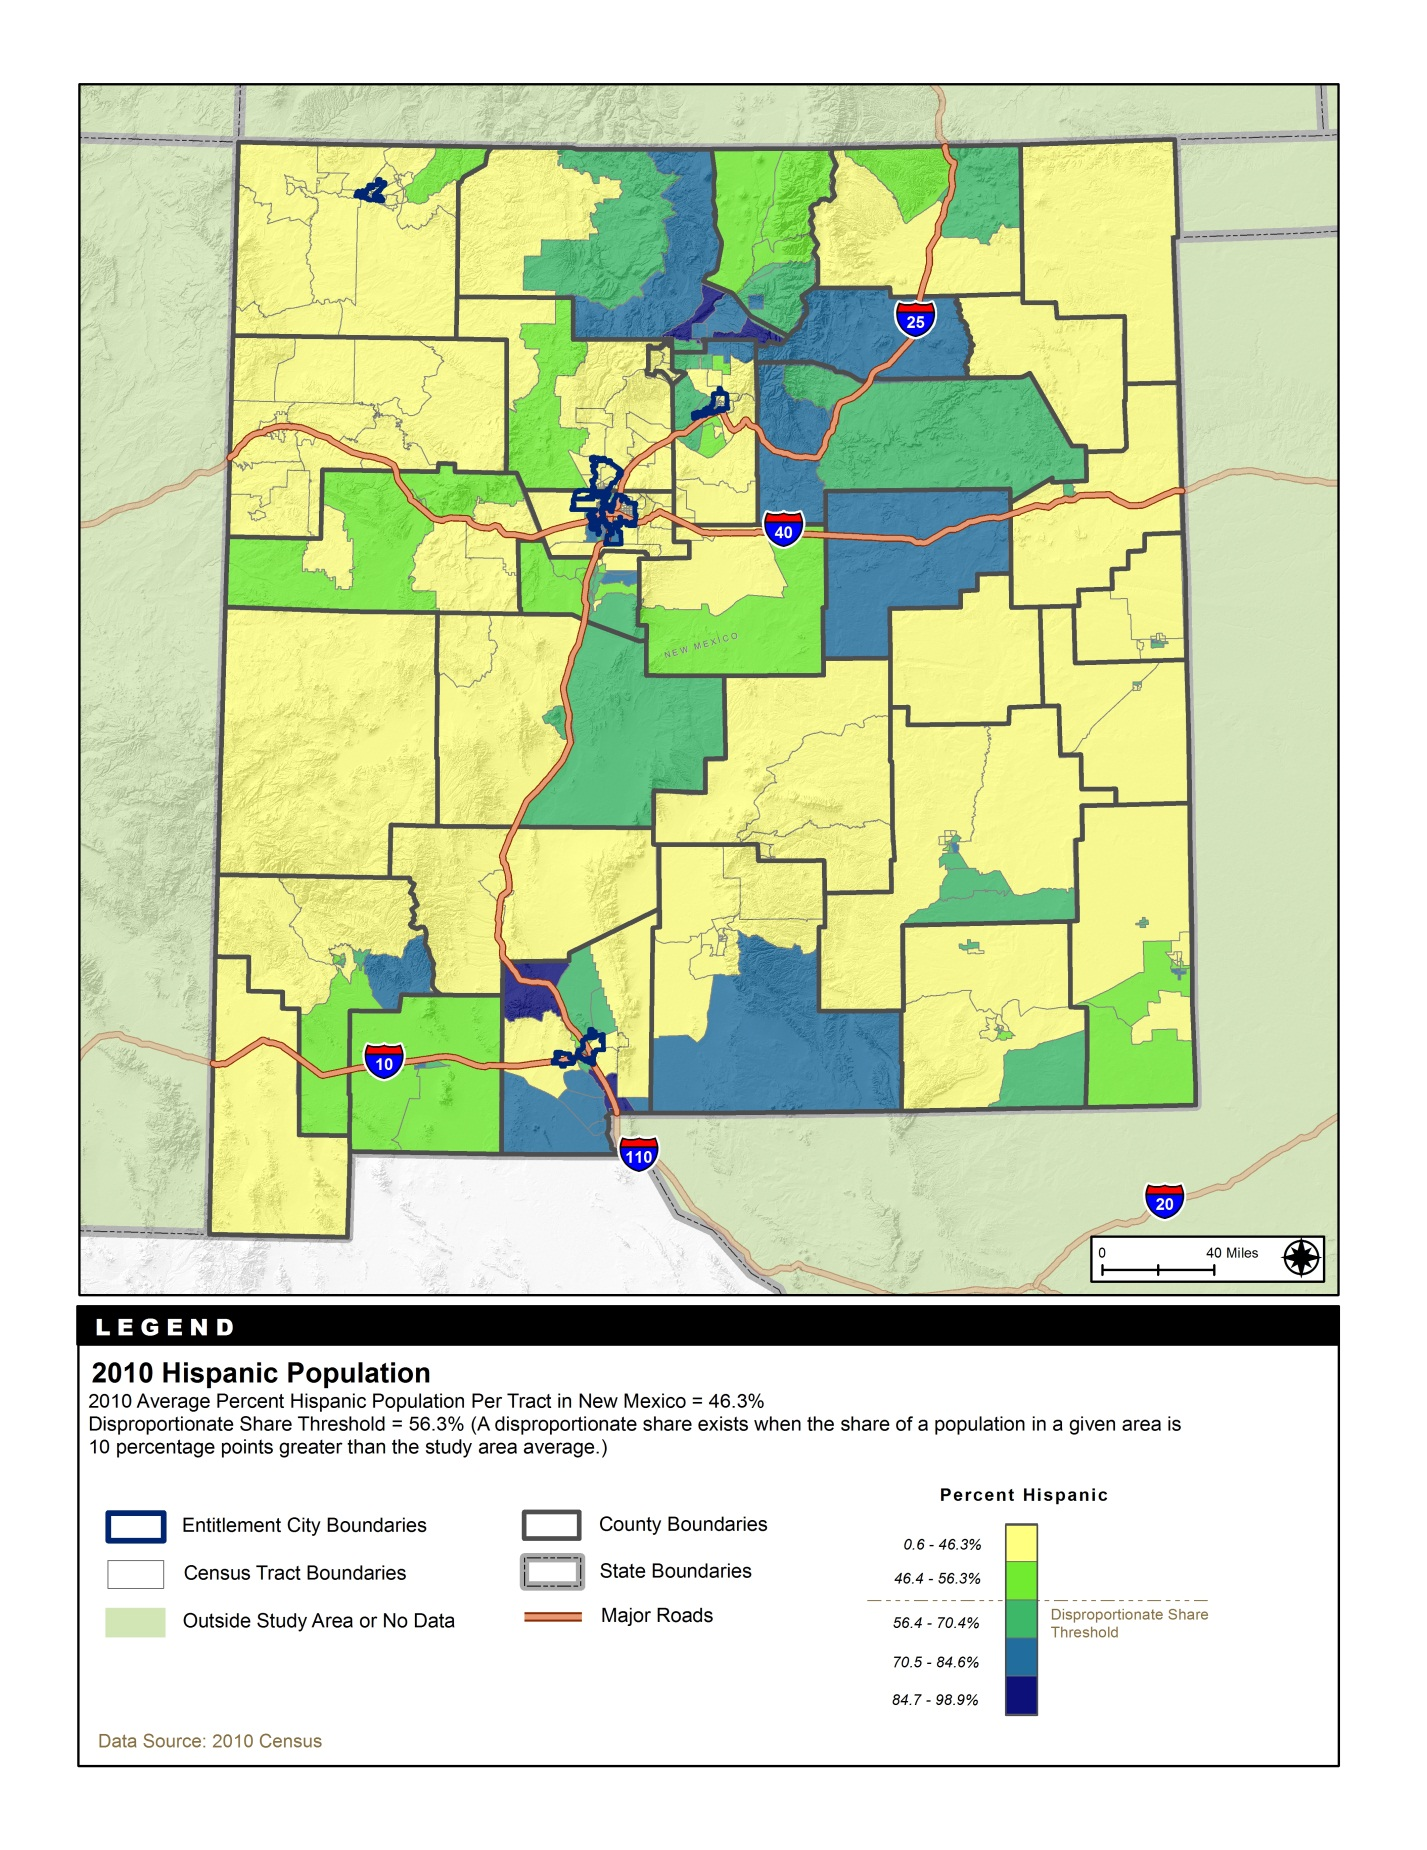 25
40
NEW MEXICO
10
110
20
0 40 Miles
LEGEND
2010 Hispanic Population
2010 Average Percent Hispanic Population Per Tract in New Mexico = 46.3%
Disproportionate Share Threshold = 56.3% (A disproportionate share exists when the share of a population in a given area is
10 percentage points greater than the study area average.)
Percent Hispanic
Entitlement City Boundaries
County Boundaries
0.6 - 46.3%
Census Tract Boundaries
State Boundaries
46.4 - 56.3%
Outside Study Area or No Data
Major Roads
56.4 - 70.4%
Disproportionate Share
Threshold
70.5 - 84.6%
84.7 - 98.9%
Data Source: 2010 Census